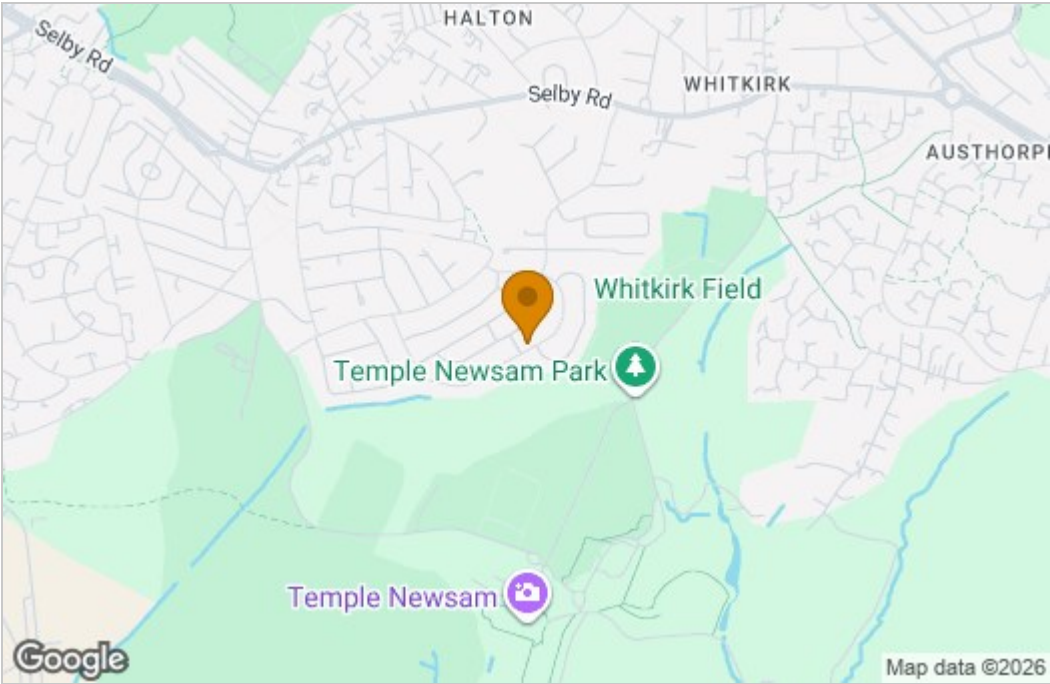 HALTON
Selby Rd
WHITKIRK
Selby Rd
AUSTHORP
Whitkirk Field
Temple Newsam Park
Temple Newsam
Google
Map data ©2026